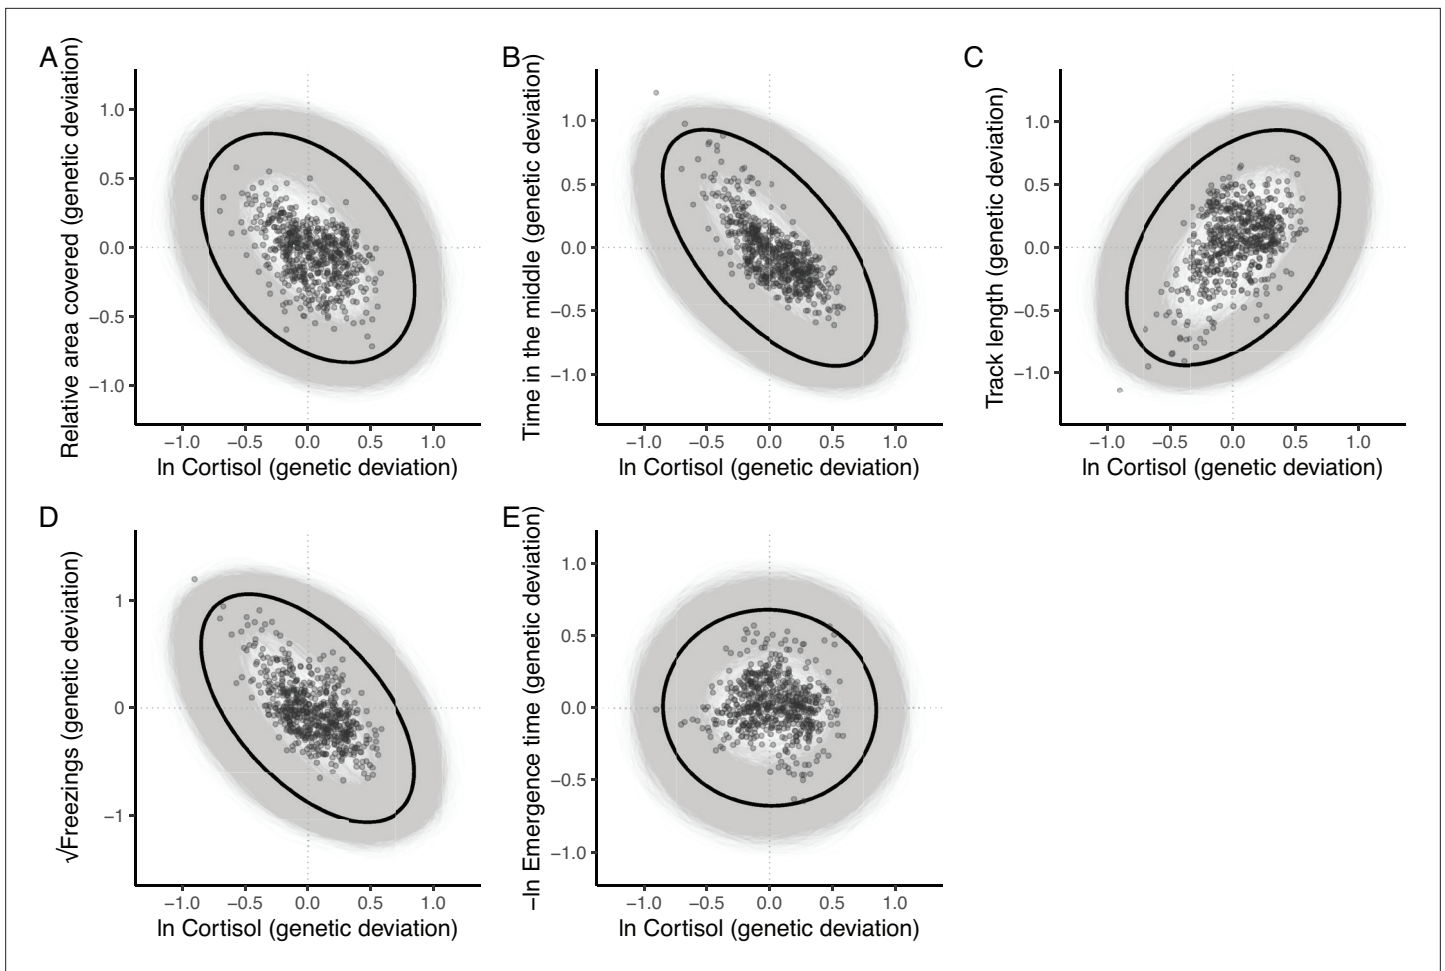 A
Relative area covered (genetic deviation)
1.0
0.5
0.0
−0.5
−1.0
−1.0 −0.5 0.0 0.5 1.0
ln Cortisol (genetic deviation)
B
Time in the middle (genetic deviation)
1.0
0.5
0.0
−0.5
−1.0
−1.0 −0.5 0.0 0.5 1.0
ln Cortisol (genetic deviation)
C
Track length (genetic deviation)
1.0
0.5
0.0
−0.5
−1.0
−1.0 −0.5 0.0 0.5 1.0
ln Cortisol (genetic deviation)
D
√Freezings (genetic deviation)
1
0
−1
−1.0 −0.5 0.0 0.5 1.0
ln Cortisol (genetic deviation)
E
−ln Emergence time (genetic deviation)
1.0
0.5
0.0
−0.5
−1.0
−1.0 −0.5 0.0 0.5 1.0
ln Cortisol (genetic deviation)